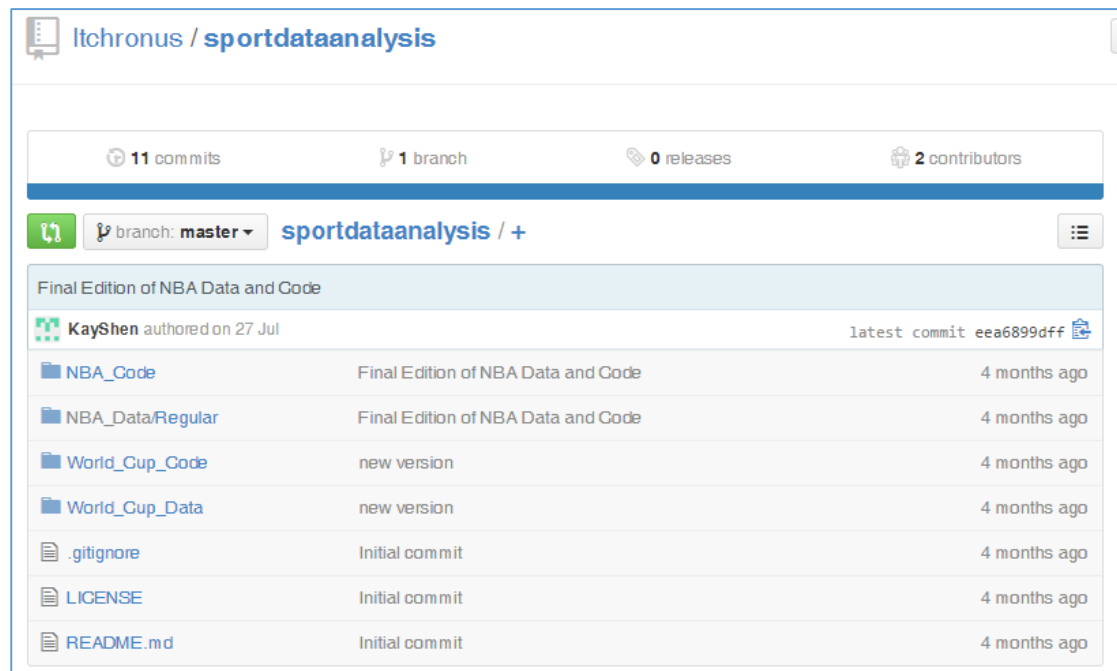 ltchronus / sportdataanalysis
11 commits 1 branch 0 releases 2 contributors
branch: master sportdataanalysis / +
Final Edition of NBA Data and Code
KayShen authored on 27 Jul latest commit eea6899dff
NBA_Code Final Edition of NBA Data and Code 4 months ago
NBA_Data/Regular Final Edition of NBA Data and Code 4 months ago
World_Cup_Code new version 4 months ago
World_Cup_Data new version 4 months ago
.gitignore Initial commit 4 months ago
LICENSE Initial commit 4 months ago
README.md Initial commit 4 months ago